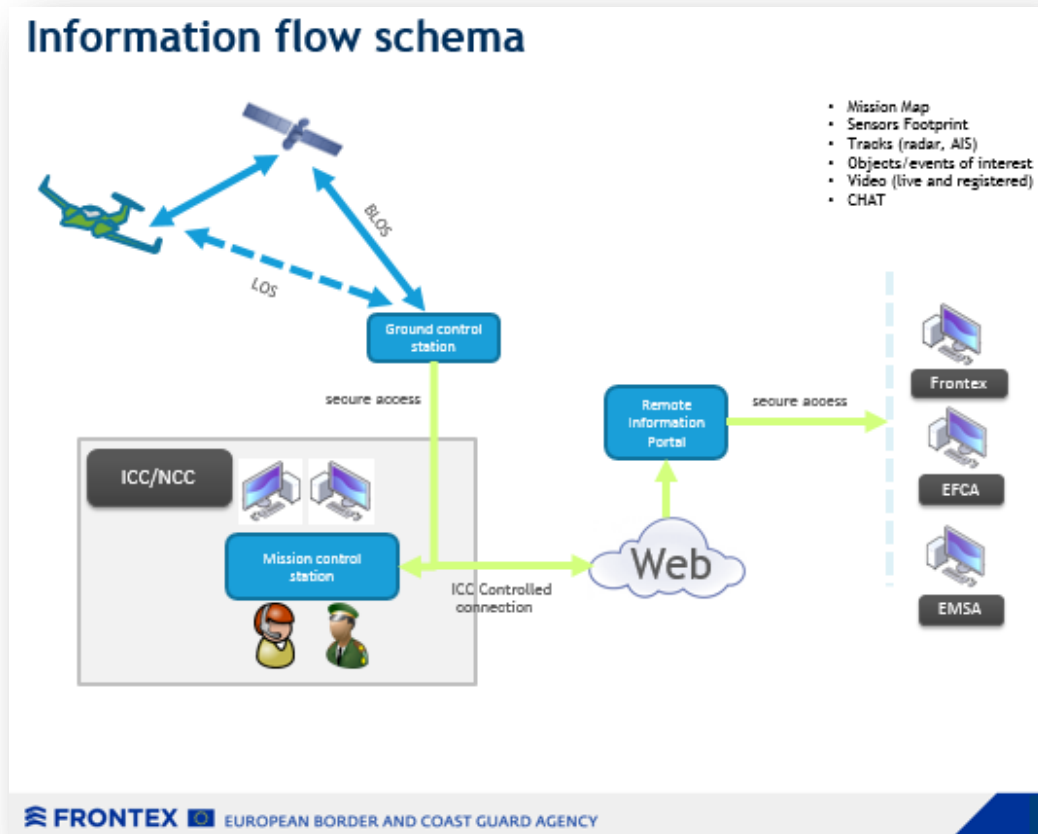 Information flow schema
• Mission Map
• Sensors Footprint
• Tracks (radar, AIS)
• Objects/events of interest
• Video (live and registered)
• CHAT
BLOS
LOS
Ground control
station
secure access
Frontex
Remote
Information
Portal
secure access
ICC/NCC
EFCA
Mission control
station
Web
ICC Controlled
connection
EMSA
FRONTEX EUROPEAN BORDER AND COAST GUARD AGENCY